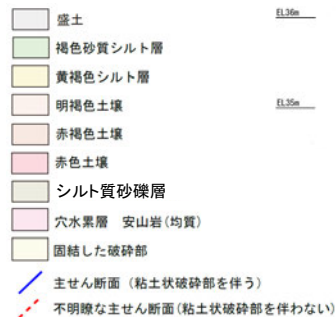 盛土
EL36m
褐色砂質シルト層
黄褐色シルト層
明褐色土壌
EL35m
赤褐色土壌
赤色土壌
シルト質砂礫層
穴水累層 安山岩(均質)
固結した破砕部
主せん断面（粘土状破砕部を伴う）
不明瞭な主せん断面(粘土状破砕部を伴わない)